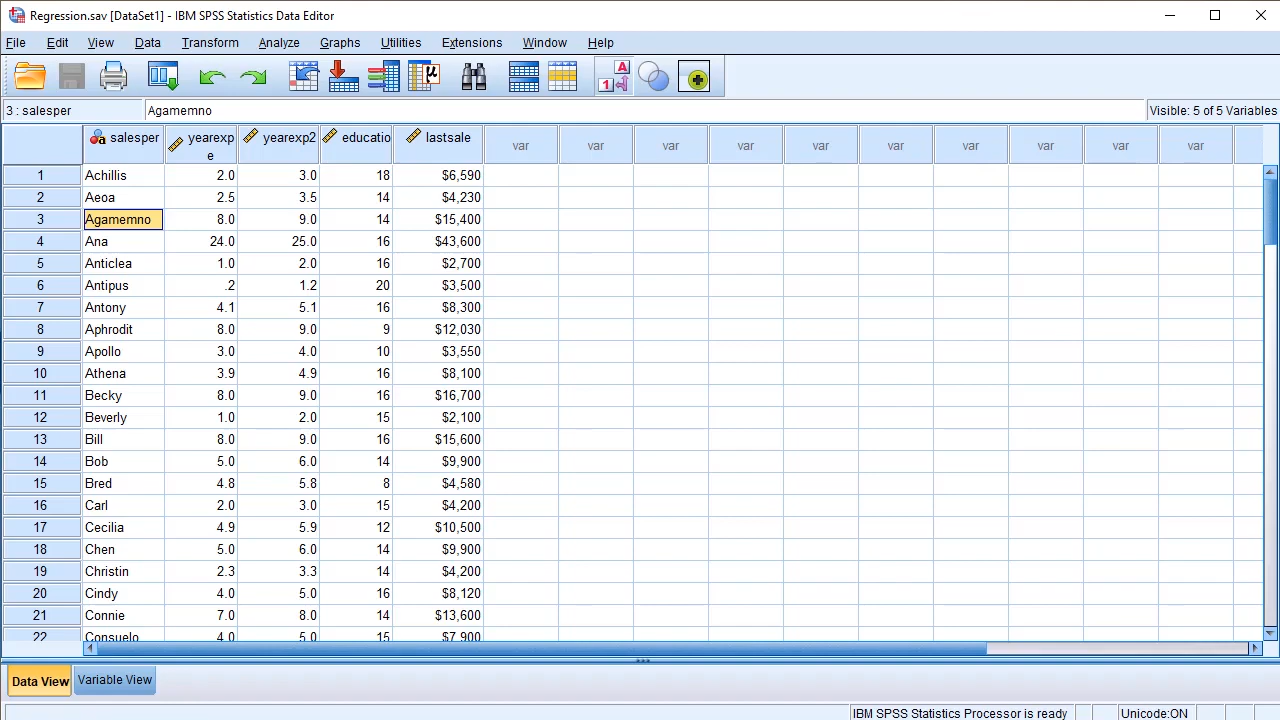 Regression.sav [DataSet1] - IBM SPSS Statistics Data Editor
File Edit View Data Transform Analyze Graphs Utilities Extensions Window Help
3 : salesper Agamemno Visible: 5 of 5 Variables
salesper yearexpe yearexp2 educatio lastsale var var var var var var var var var var
1 Achillis 2.0 3.0 18 $6,590
2 Aeoa 2.5 3.5 14 $4,230
3 Agamemno 8.0 9.0 14 $15,400
4 Ana 24.0 25.0 16 $43,600
5 Anticlea 1.0 2.0 16 $2,700
6 Antipus .2 1.2 20 $3,500
7 Antony 4.1 5.1 16 $8,300
8 Aphrodit 8.0 9.0 9 $12,030
9 Apollo 3.0 4.0 10 $3,550
10 Athena 3.9 4.9 16 $8,100
11 Becky 8.0 9.0 16 $16,700
12 Beverly 1.0 2.0 15 $2,100
13 Bill 8.0 9.0 16 $15,600
14 Bob 5.0 6.0 14 $9,900
15 Bred 4.8 5.8 8 $4,580
16 Carl 2.0 3.0 15 $4,200
17 Cecilia 4.9 5.9 12 $10,500
18 Chen 5.0 6.0 14 $9,900
19 Christin 2.3 3.3 14 $4,200
20 Cindy 4.0 5.0 16 $8,120
21 Connie 7.0 8.0 14 $13,600
22 Consuelo 4.0 5.0 15 $7,900
Data View Variable View
IBM SPSS Statistics Processor is ready Unicode:ON